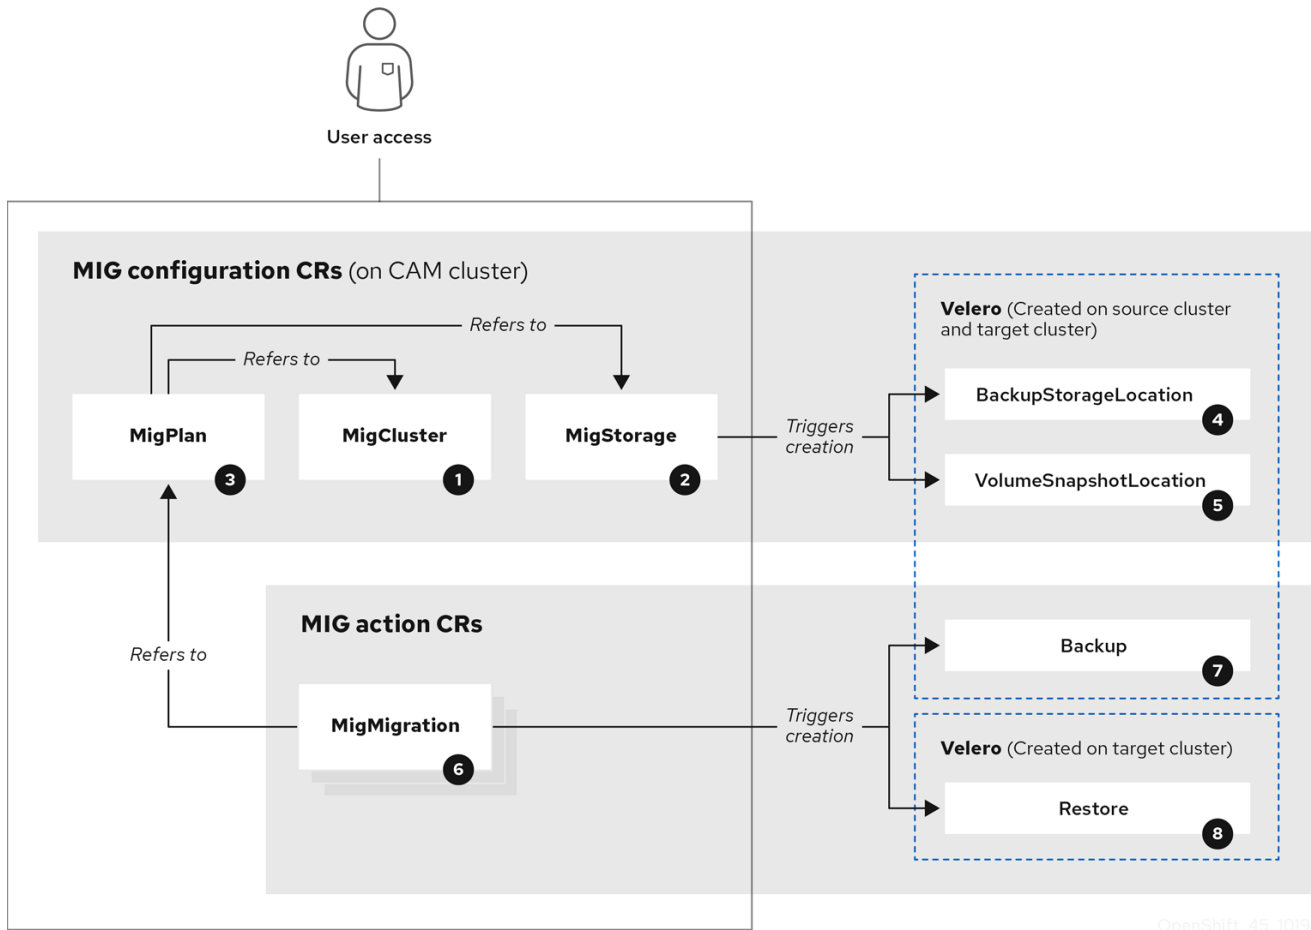 User access
MIG configuration CRs (on CAM cluster)
Refers to
Refers to
MigPlan
3
MigCluster
1
MigStorage
2
Triggers
creation
Velero (Created on source cluster
and target cluster)
BackupStorageLocation
4
VolumeSnapshotLocation
5
MIG action CRs
Refers to
MigMigration
6
Triggers
creation
Backup
7
Velero (Created on target cluster)
Restore
8
OpenShift_45_1019